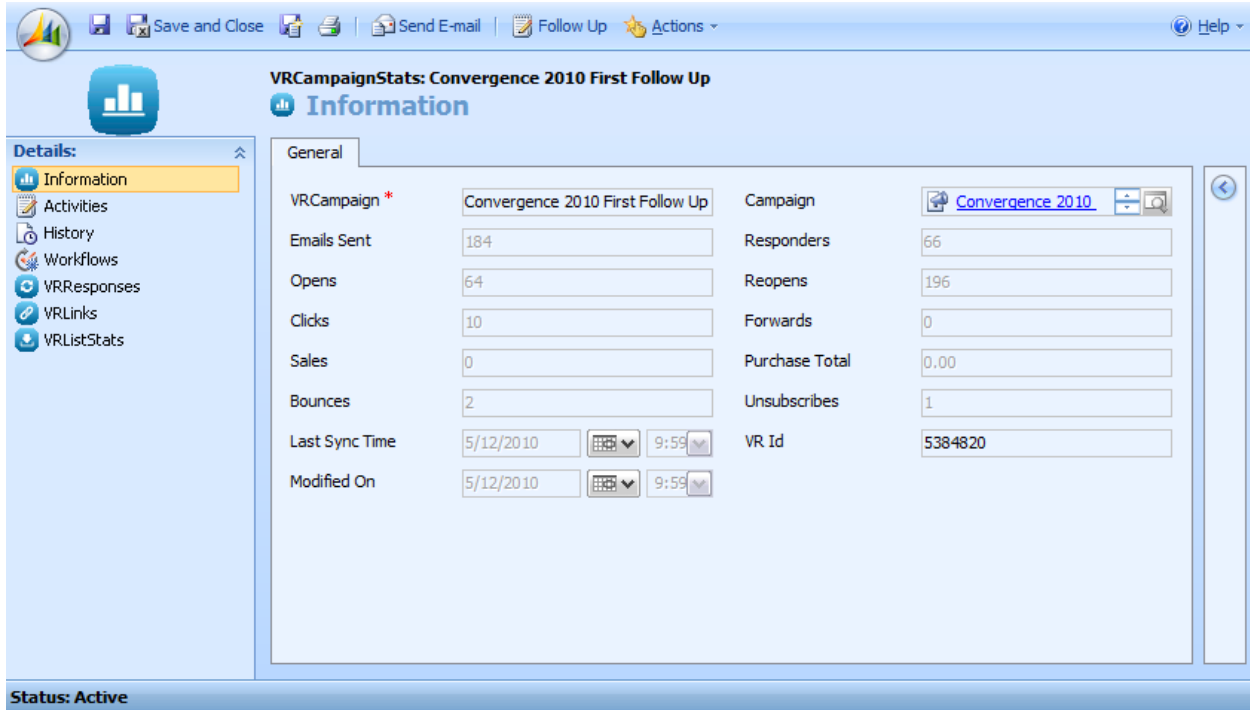 Save and Close Send E-mail Follow Up Actions Help
VRCampaignStats: Convergence 2010 First Follow Up
Information
Details:
Information
Activities
History
Workflows
VRResponses
VRLinks
VRListStats
General
VRCampaign * Convergence 2010 First Follow Up Campaign Convergence 2010
Emails Sent 184 Responders 66
Opens 64 Reopens 196
Clicks 10 Forwards 0
Sales 0 Purchase Total 0.00
Bounces 2 Unsubscribes 1
Last Sync Time 5/12/2010 9:59 VR Id 5384820
Modified On 5/12/2010 9:59
Status: Active